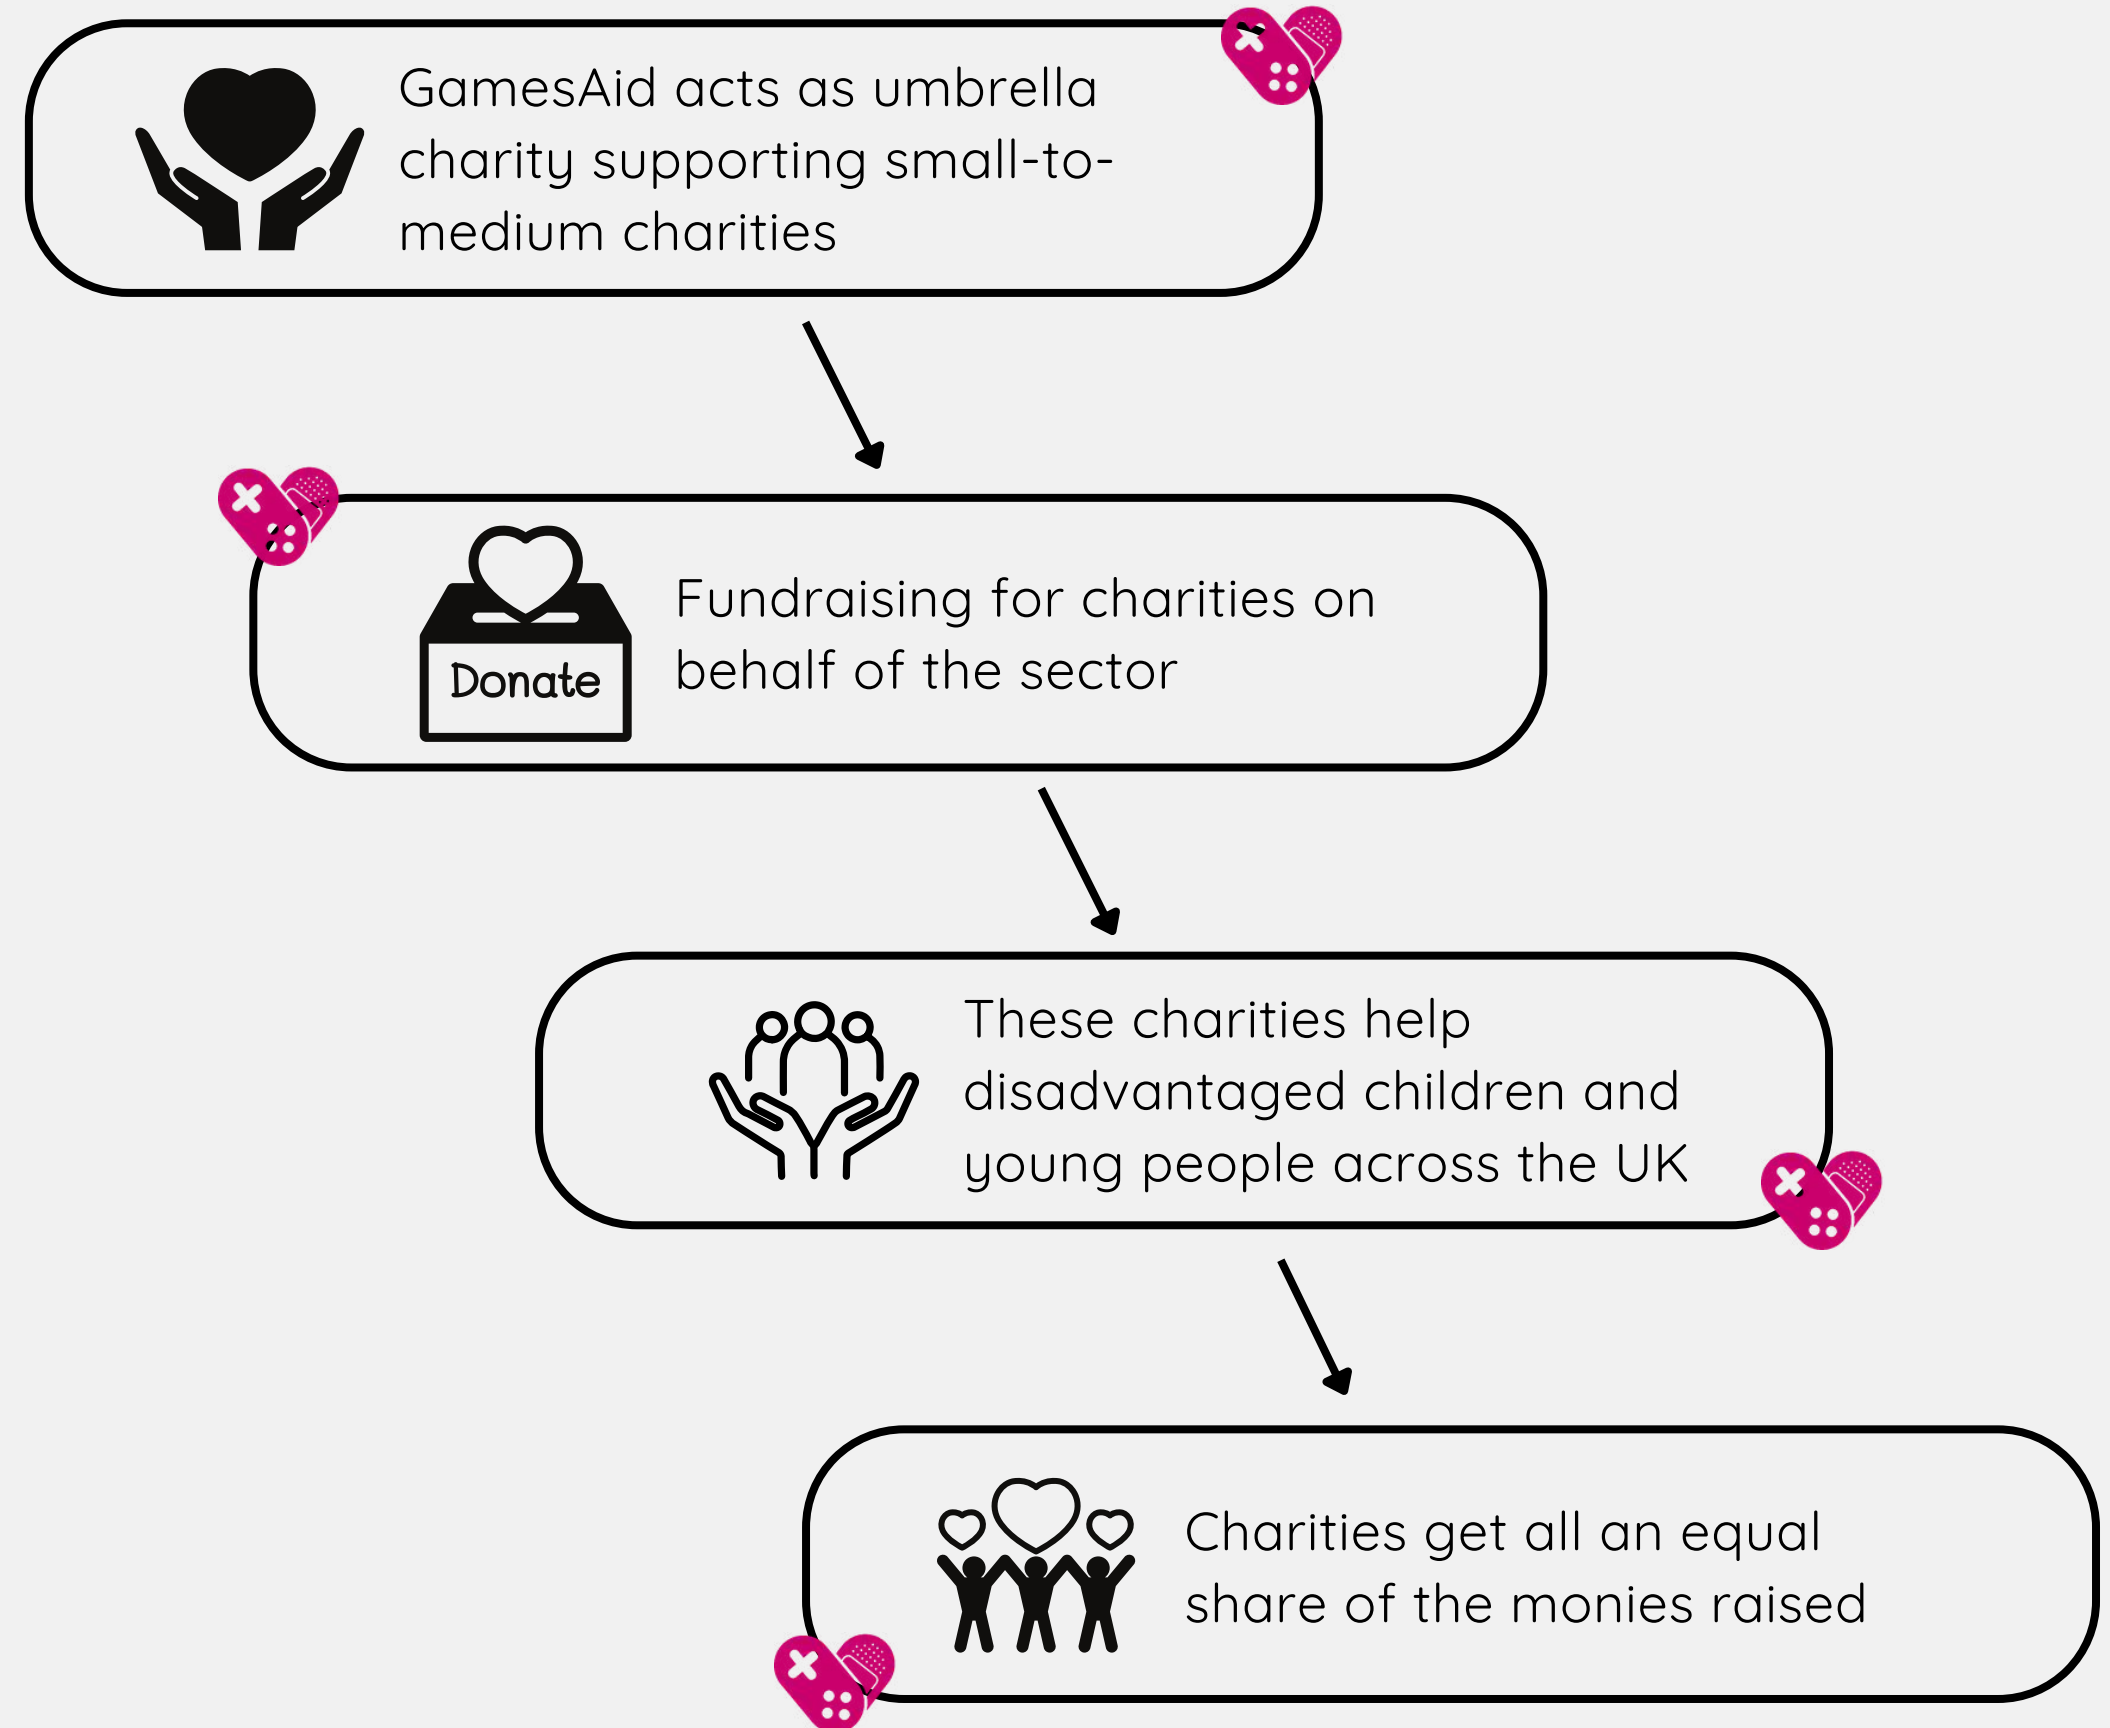 GamesAid acts as umbrella
charity supporting small-to-
medium charities
Donate
Fundraising for charities on
behalf of the sector
These charities help
disadvantaged children and
young people across the UK
Charities get all an equal
share of the monies raised